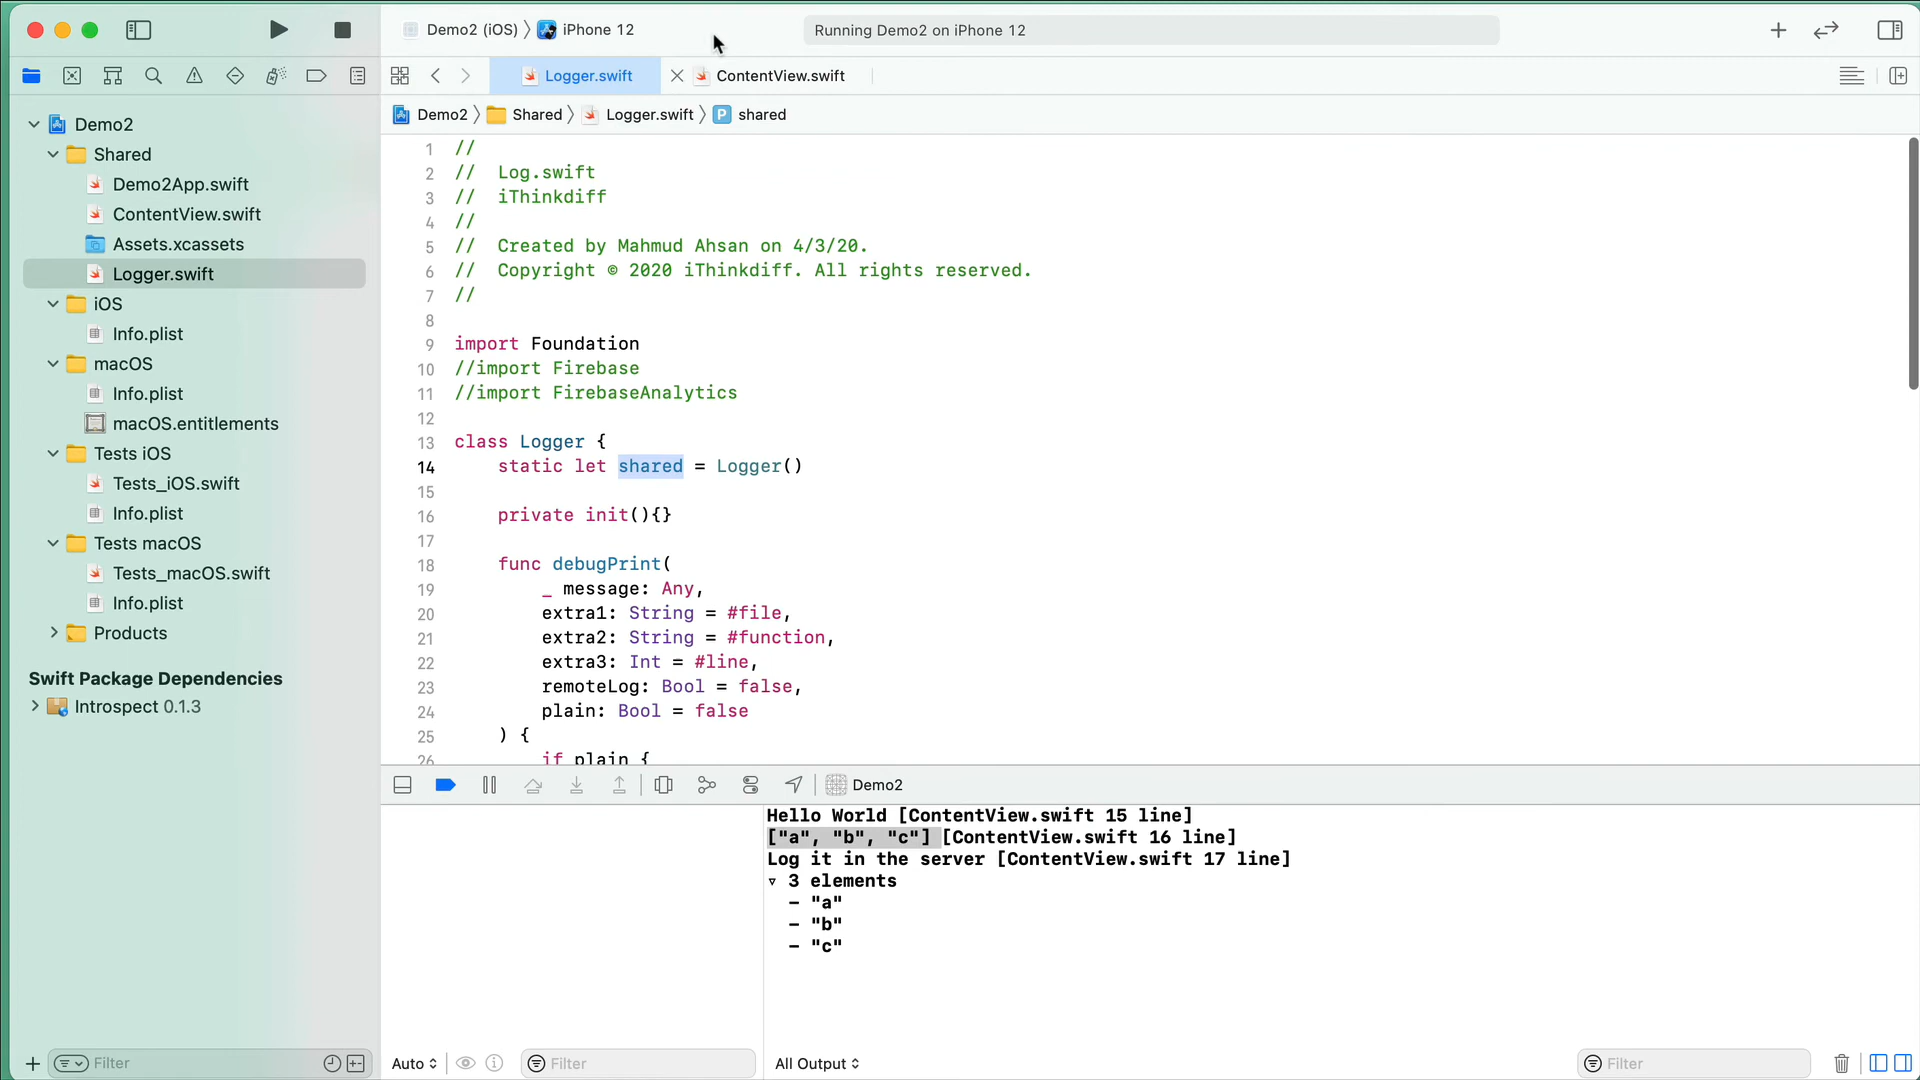 Demo2 (iOS) 〉 iPhone 12
Running Demo2 on iPhone 12
Logger.swift
ContentView.swift
Demo2 〉 Shared 〉 Logger.swift 〉 P shared
Demo2
Shared
Demo2App.swift
ContentView.swift
Assets.xcassets
Logger.swift
iOS
Info.plist
macOS
Info.plist
macOS.entitlements
Tests iOS
Tests_iOS.swift
Info.plist
Tests macOS
Tests_macOS.swift
Info.plist
Products
Swift Package Dependencies
Introspect 0.1.3
Filter
1 //
2 //  Log.swift
3 //  iThinkdiff
4 //
5 //  Created by Mahmud Ahsan on 4/3/20.
6 //  Copyright © 2020 iThinkdiff. All rights reserved.
7 //
8
9 import Foundation
10 //import Firebase
11 //import FirebaseAnalytics
12
13 class Logger {
14     static let shared = Logger()
15
16     private init(){}
17
18     func debugPrint(
19         _ message: Any,
20         extra1: String = #file,
21         extra2: String = #function,
22         extra3: Int = #line,
23         remoteLog: Bool = false,
24         plain: Bool = false
25     ) {
26         if plain {
Demo2
Hello World [ContentView.swift 15 line]
["a", "b", "c"] [ContentView.swift 16 line]
Log it in the server [ContentView.swift 17 line]
▿ 3 elements
  - "a"
  - "b"
  - "c"
Auto
Filter
All Output
Filter